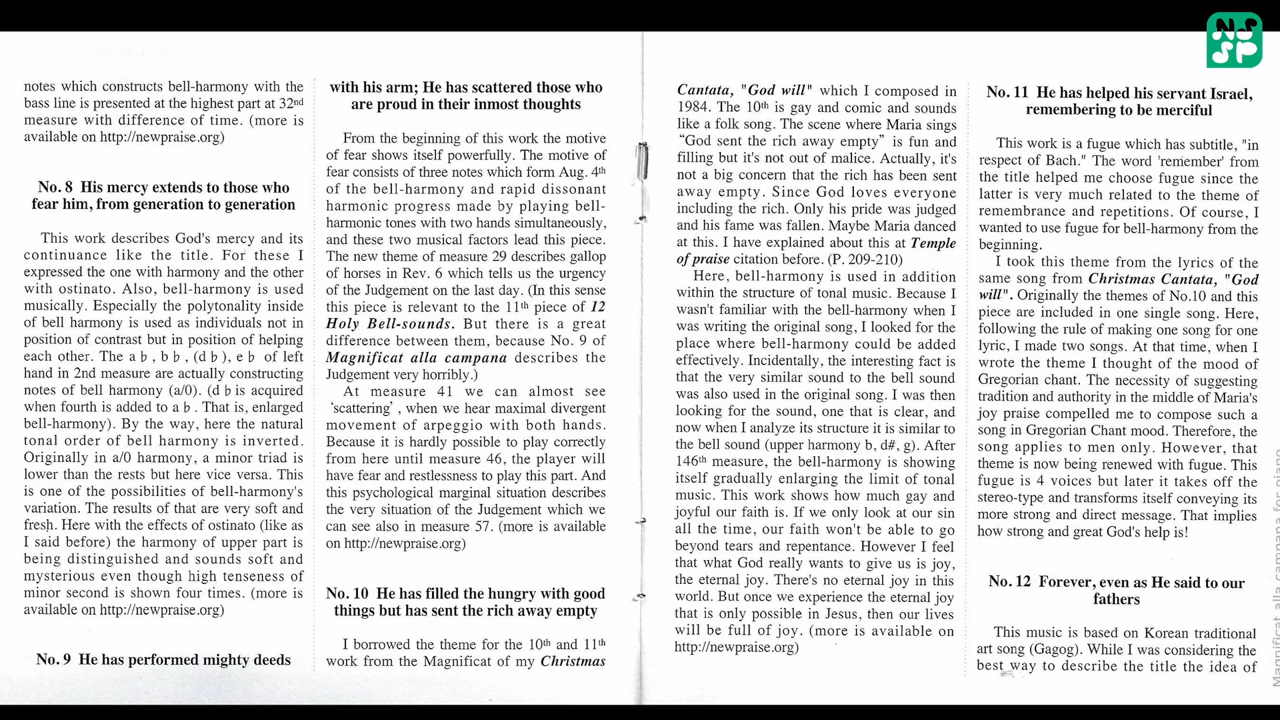 notes which constructs bell-harmony with the
bass line is presented at the highest part at 32nd
measure with difference of time. (more is
available on http://newpraise.org)
No. 8 His mercy extends to those who
fear him, from generation to generation
This work describes God's mercy and its
continuance like the title. For these I
expressed the one with harmony and the other
with ostinato. Also, bell-harmony is used
musically. Especially the polytonality inside
of bell harmony is used as individuals not in
position of contrast but in position of helping
each other. The a♭, b♭, (d♭), e♭ of left
hand in 2nd measure are actually constructing
notes of bell harmony (a/0). (d♭ is acquired
when fourth is added to a♭. That is, enlarged
bell-harmony). By the way, here the natural
tonal order of bell harmony is inverted.
Originally in a/0 harmony, a minor triad is
lower than the rests but here vice versa. This
is one of the possibilities of bell-harmony's
variation. The results of that are very soft and
fresh. Here with the effects of ostinato (like as
I said before) the harmony of upper part is
being distinguished and sounds soft and
mysterious even though high tenseness of
minor second is shown four times. (more is
available on http://newpraise.org)
No. 9 He has performed mighty deeds
with his arm; He has scattered those who
are proud in their inmost thoughts
From the beginning of this work the motive
of fear shows itself powerfully. The motive of
fear consists of three notes which form Aug. 4th
of the bell-harmony and rapid dissonant
harmonic progress made by playing bell-
harmonic tones with two hands simultaneously,
and these two musical factors lead this piece.
The new theme of measure 29 describes gallop
of horses in Rev. 6 which tells us the urgency
of the Judgement on the last day. (In this sense
this piece is relevant to the 11th piece of 12
Holy Bell-sounds. But there is a great
difference between them, because No. 9 of
Magnificat alla campana describes the
Judgement very horribly.)
At measure 41 we can almost see
'scattering', when we hear maximal divergent
movement of arpeggio with both hands.
Because it is hardly possible to play correctly
from here until measure 46, the player will
have fear and restlessness to play this part. And
this psychological marginal situation describes
the very situation of the Judgement which we
can see also in measure 57. (more is available
on http://newpraise.org)
No. 10 He has filled the hungry with good
things but has sent the rich away empty
I borrowed the theme for the 10th and 11th
work from the Magnificat of my Christmas
Cantata, "God will" which I composed in
1984. The 10th is gay and comic and sounds
like a folk song. The scene where Maria sings
"God sent the rich away empty" is fun and
filling but it's not out of malice. Actually, it's
not a big concern that the rich has been sent
away empty. Since God loves everyone
including the rich. Only his pride was judged
and his fame was fallen. Maybe Maria danced
at this. I have explained about this at Temple
of praise citation before. (P. 209-210)
Here, bell-harmony is used in addition
within the structure of tonal music. Because I
wasn't familiar with the bell-harmony when I
was writing the original song, I looked for the
place where bell-harmony could be added
effectively. Incidentally, the interesting fact is
that the very similar sound to the bell sound
was also used in the original song. I was then
looking for the sound, one that is clear, and
now when I analyze its structure it is similar to
the bell sound (upper harmony b, d#, g). After
146th measure, the bell-harmony is showing
itself gradually enlarging the limit of tonal
music. This work shows how much gay and
joyful our faith is. If we only look at our sin
all the time, our faith won't be able to go
beyond tears and repentance. However I feel
that what God really wants to give us is joy,
the eternal joy. There's no eternal joy in this
world. But once we experience the eternal joy
that is only possible in Jesus, then our lives
will be full of joy. (more is available on
http://newpraise.org)
No. 11 He has helped his servant Israel,
remembering to be merciful
This work is a fugue which has subtitle, "in
respect of Bach." The word 'remember' from
the title helped me choose fugue since the
latter is very much related to the theme of
remembrance and repetitions. Of course, I
wanted to use fugue for bell-harmony from the
beginning.
I took this theme from the lyrics of the
same song from Christmas Cantata, "God
will". Originally the themes of No.10 and this
piece are included in one single song. Here,
following the rule of making one song for one
lyric, I made two songs. At that time, when I
wrote the theme I thought of the mood of
Gregorian chant. The necessity of suggesting
tradition and authority in the middle of Maria's
joy praise compelled me to compose such a
song in Gregorian Chant mood. Therefore, the
song applies to men only. However, that
theme is now being renewed with fugue. This
fugue is 4 voices but later it takes off the
stereo-type and transforms itself conveying its
more strong and direct message. That implies
how strong and great God's help is!
No. 12 Forever, even as He said to our
fathers
This music is based on Korean traditional
art song (Gagog). While I was considering the
best way to describe the title the idea of
Magnificat alla campana for piano
NS
SP